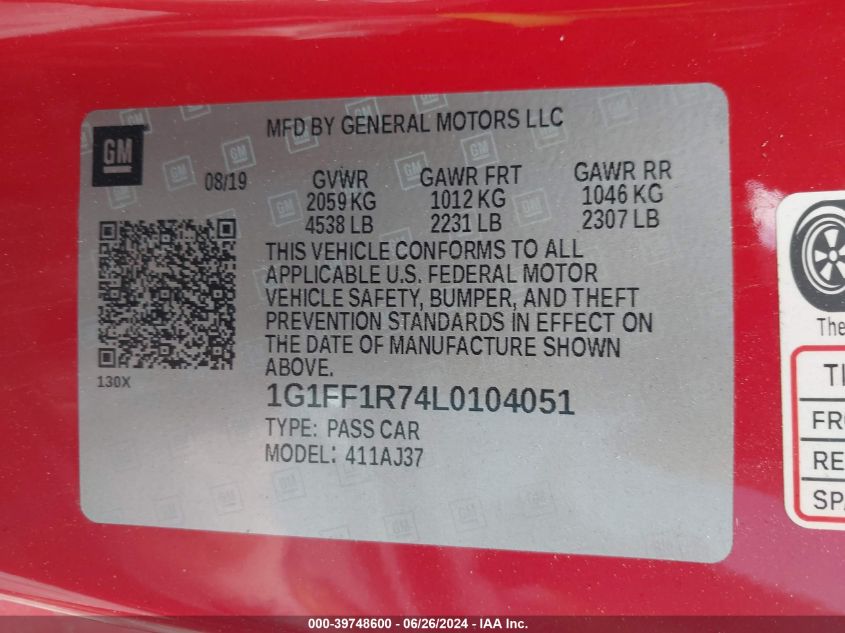 GM
MFD BY GENERAL MOTORS LLC
08/19
GVWR GAWR FRT GAWR RR
2059 KG 1012 KG 1046 KG
4538 LB 2231 LB 2307 LB
THIS VEHICLE CONFORMS TO ALL
APPLICABLE U.S. FEDERAL MOTOR
VEHICLE SAFETY, BUMPER, AND THEFT
PREVENTION STANDARDS IN EFFECT ON
THE DATE OF MANUFACTURE SHOWN
ABOVE.
130X
1G1FF1R74L0104051
TYPE: PASS CAR
MODEL: 411AJ37
The
000-39748600 / 06/26/2024 - IAA Inc.